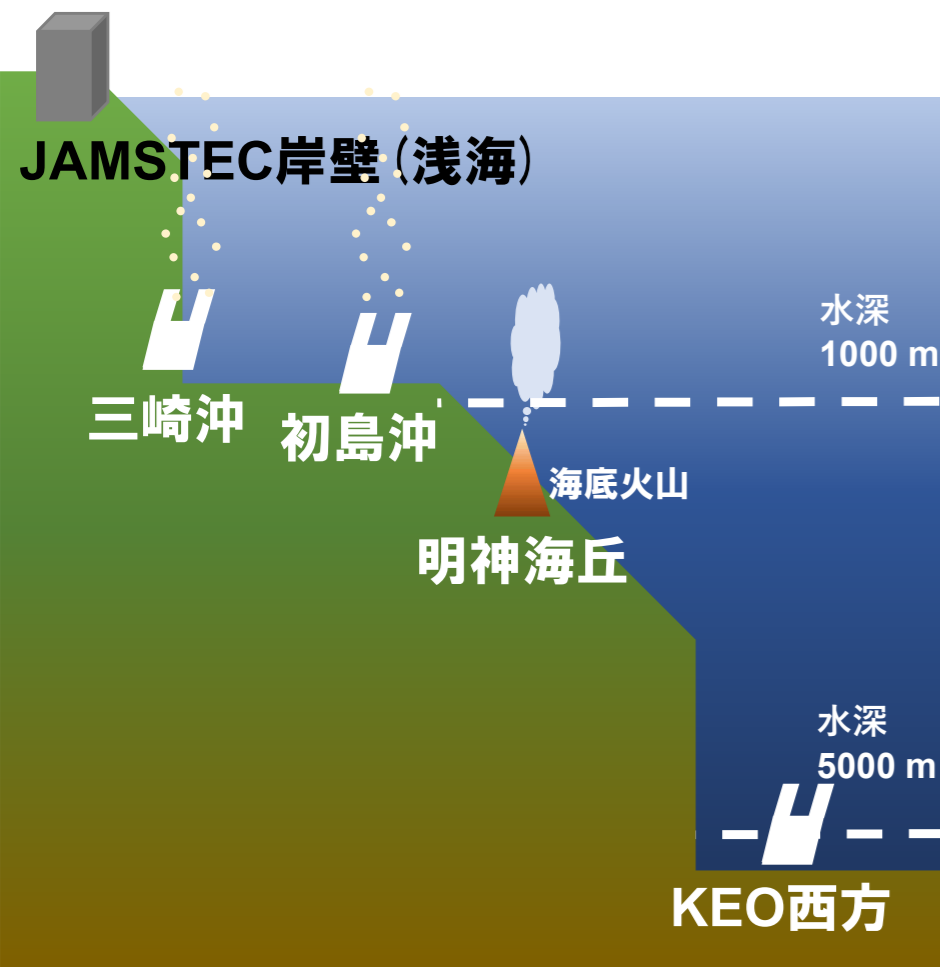 JAMSTEC岸壁(浅海)
水深
1000 m
三崎沖
初島沖
海底火山
明神海丘
水深
5000 m
KEO西方